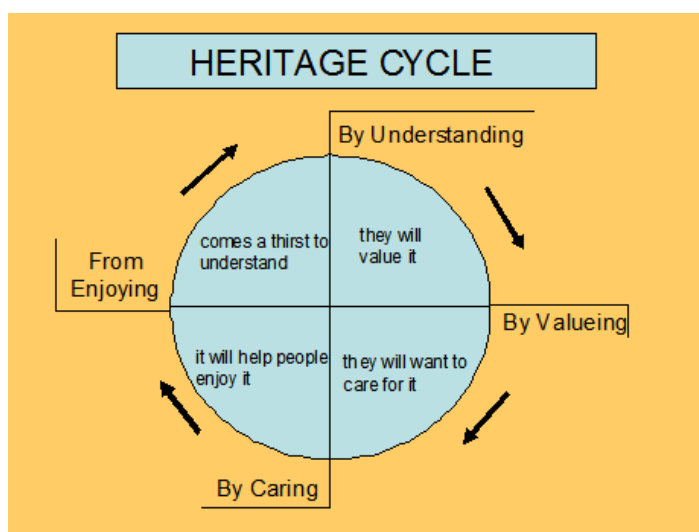 HERITAGE CYCLE
By Understanding
they will
value it
By Valueing
they will want to
care for it
By Caring
it will help people
enjoy it
From
Enjoying
comes a thirst to
understand